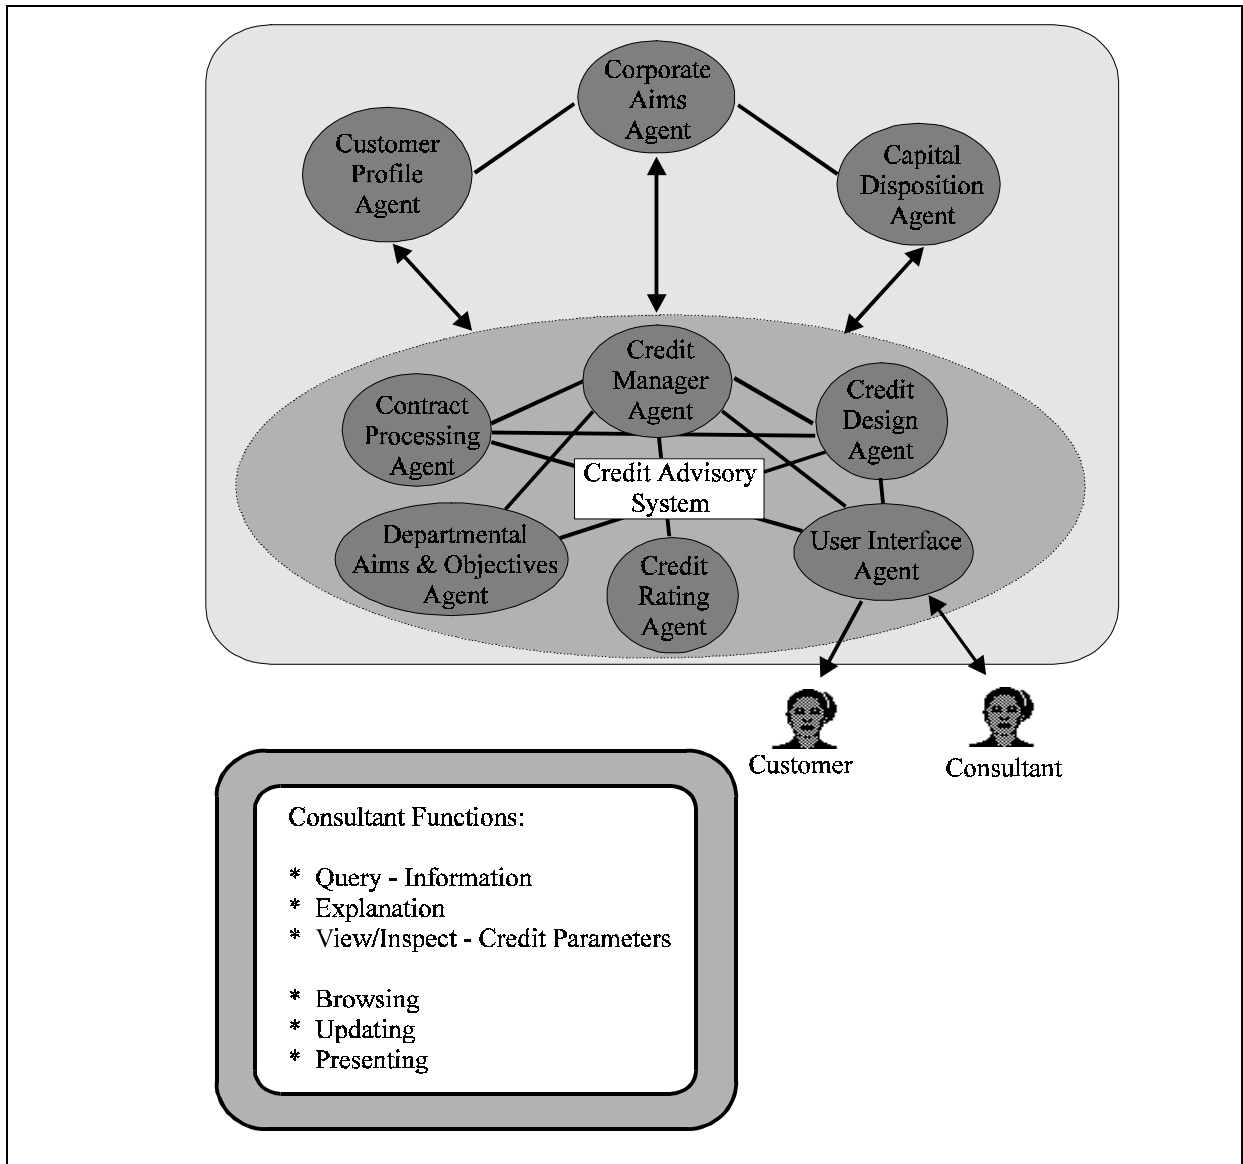 Corporate
Aims
Agent
Customer
Profile
Agent
Capital
Disposition
Agent
Credit
Manager
Agent
Contract
Processing
Agent
Credit
Design
Agent
Credit Advisory
System
Departmental
Aims & Objectives
Agent
Credit
Rating
Agent
User Interface
Agent
Customer
Consultant
Consultant Functions:
* Query - Information
* Explanation
* View/Inspect - Credit Parameters
* Browsing
* Updating
* Presenting